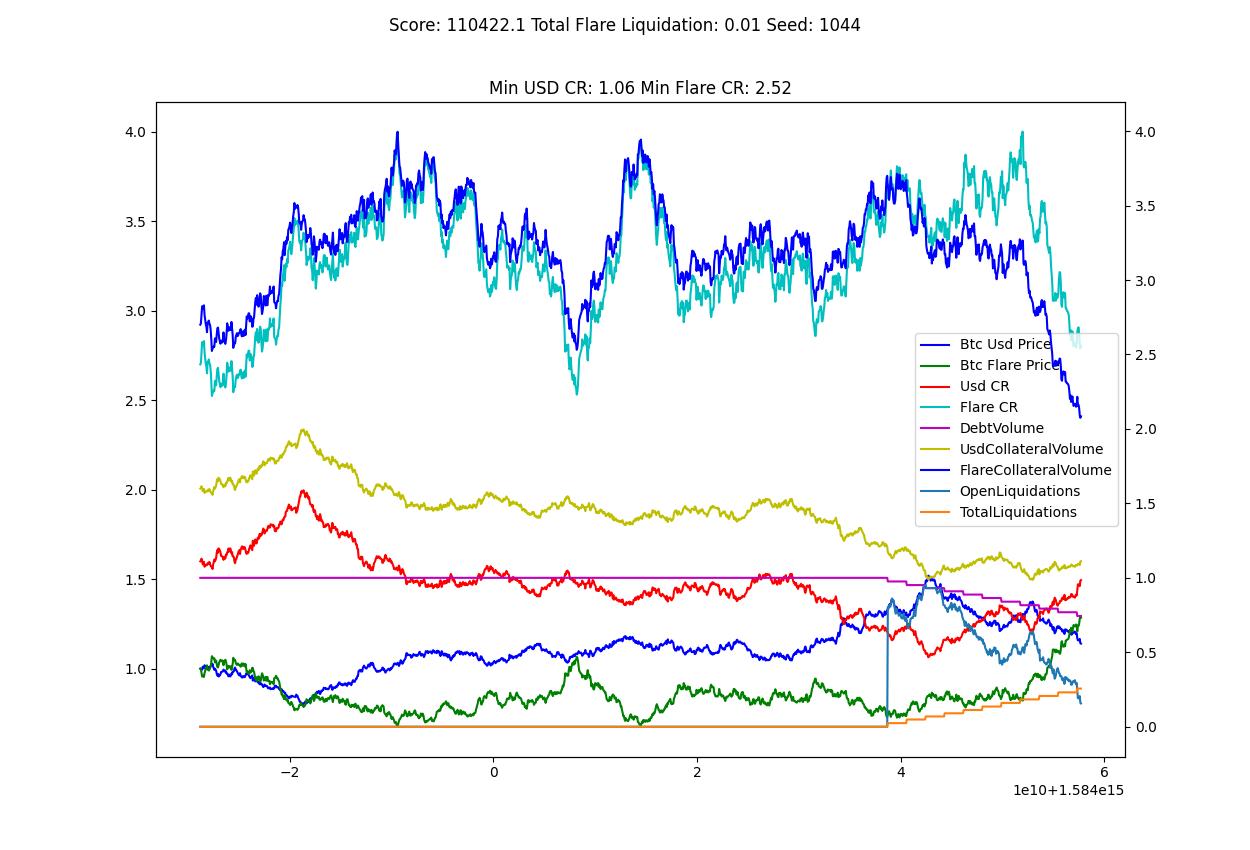 Score: 110422.1 Total Flare Liquidation: 0.01 Seed: 1044
Min USD CR: 1.06 Min Flare CR: 2.52
4.0
3.5
3.0
2.5
2.0
1.5
1.0
4.0
3.5
3.0
2.5
2.0
1.5
1.0
0.5
0.0
Btc Usd Price
Btc Flare Price
Usd CR
Flare CR
DebtVolume
UsdCollateralVolume
FlareCollateralVolume
OpenLiquidations
TotalLiquidations
−2 0 2 4 6
1e10+1.584e15